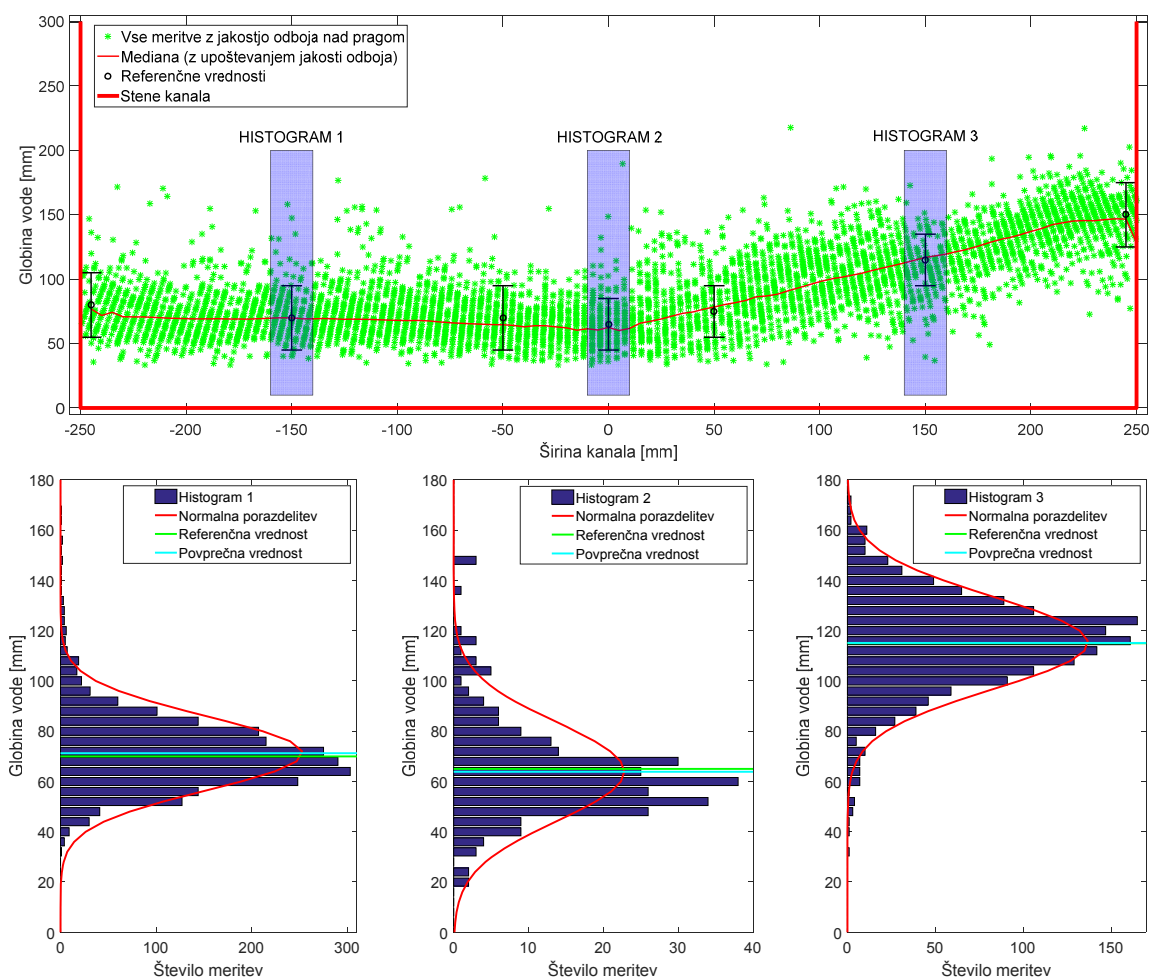 300
250
200
150
100
50
0
Globina vode [mm]
Vse meritve z jakostjo odboja nad pragom
Mediana (z upoštevanjem jakosti odboja)
Referenčne vrednosti
Stene kanala
HISTOGRAM 1
HISTOGRAM 2
HISTOGRAM 3
-250 -200 -150 -100 -50 0 50 100 150 200 250
Širina kanala [mm]
180
160
140
120
100
80
60
40
20
0
Globina vode [mm]
Histogram 1
Normalna porazdelitev
Referenčna vrednost
Povprečna vrednost
0 100 200 300
Število meritev
180
160
140
120
100
80
60
40
20
0
Globina vode [mm]
Histogram 2
Normalna porazdelitev
Referenčna vrednost
Povprečna vrednost
0 10 20 30 40
Število meritev
180
160
140
120
100
80
60
40
20
0
Globina vode [mm]
Histogram 3
Normalna porazdelitev
Referenčna vrednost
Povprečna vrednost
0 50 100 150
Število meritev